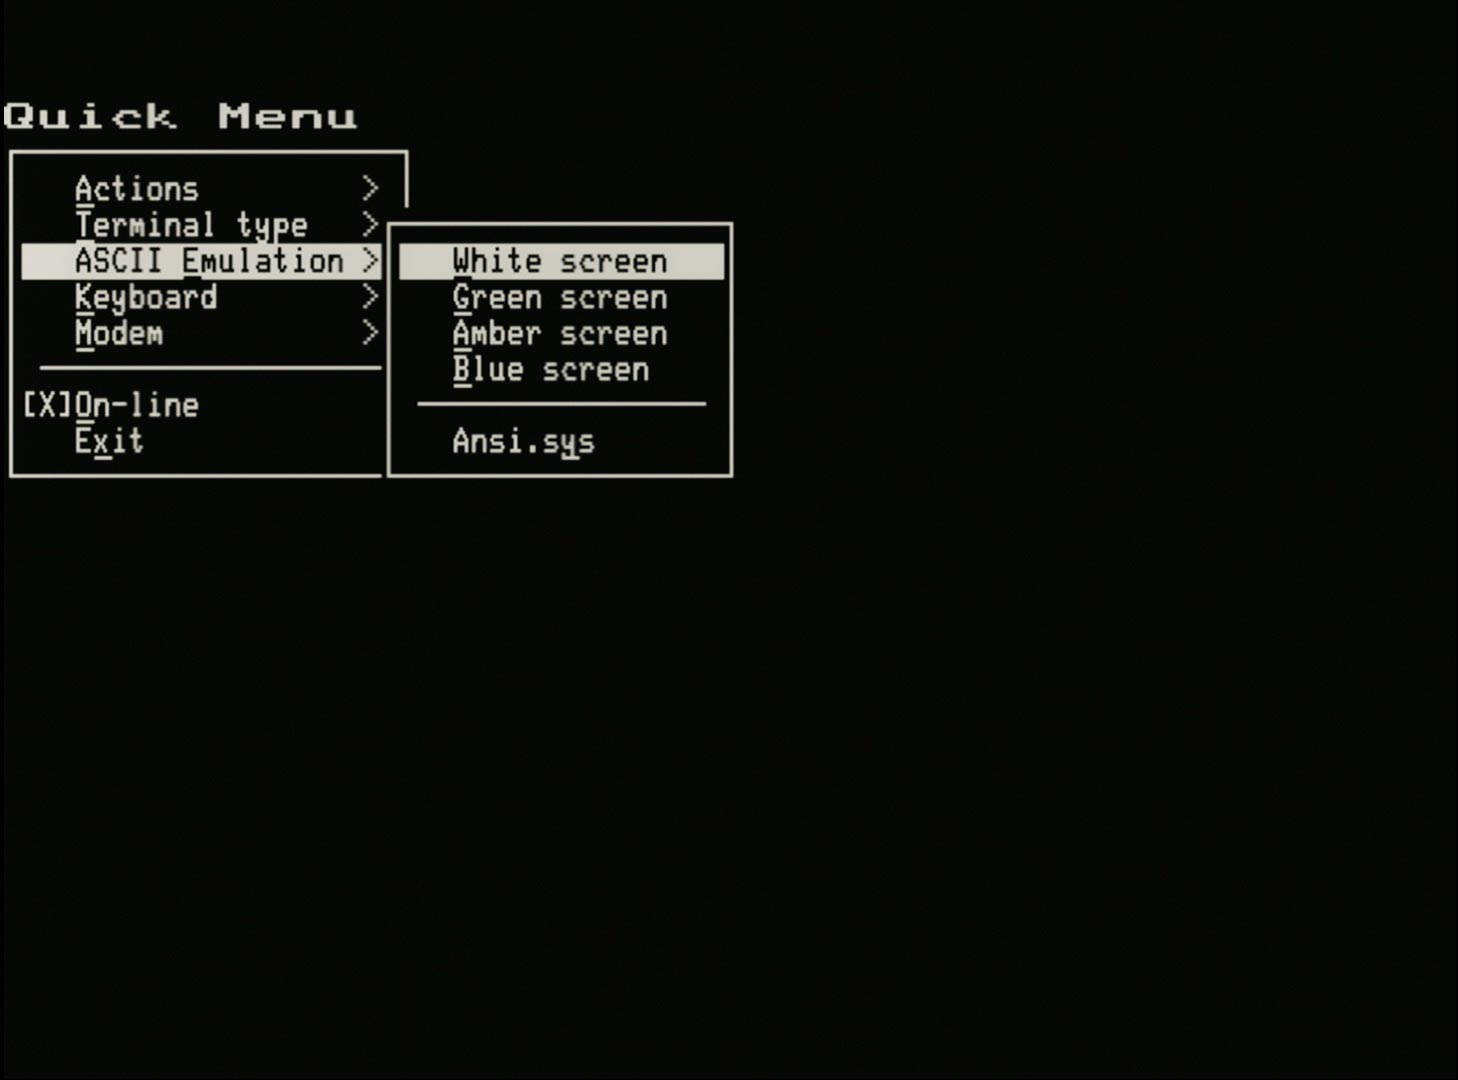 Quick Menu
Actions >
Terminal type >
ASCII Emulation >
Keyboard >
Modem >
[X]On-line
Exit
White screen
Green screen
Amber screen
Blue screen
Ansi.sys